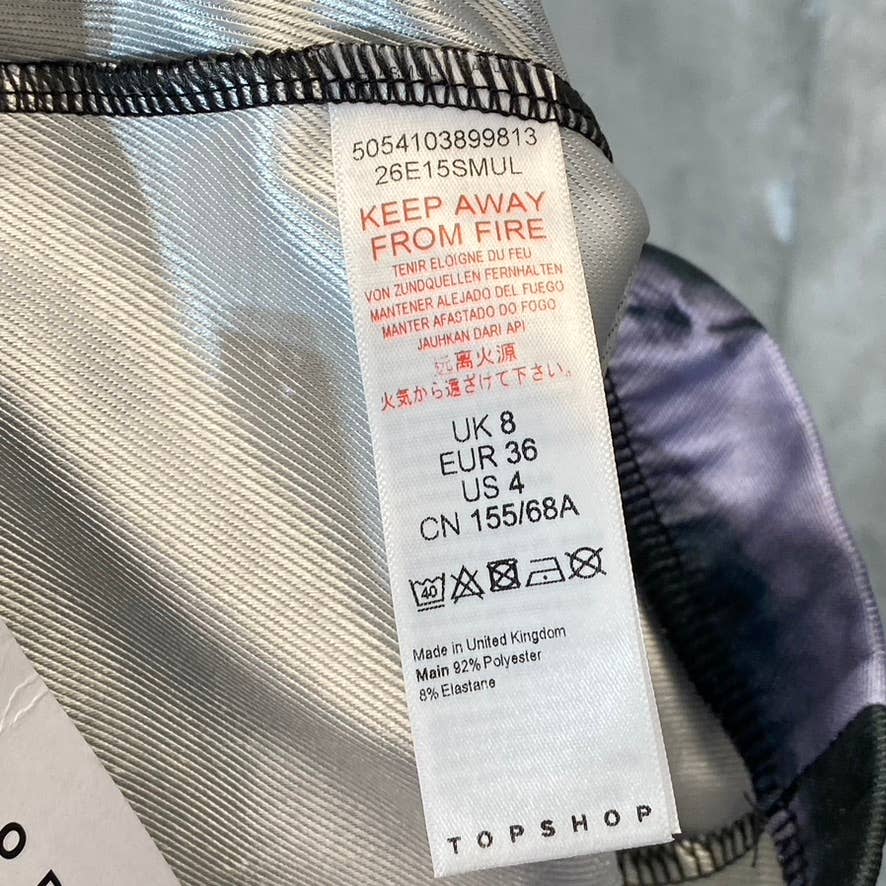 5054103899813
26E15SMUL
KEEP AWAY
FROM FIRE
TENIR ELOIGNE DU FEU
VON ZUNDQUELLEN FERNHALTEN
MANTENER ALEJADO DEL FUEGO
MANTER AFASTADO DO FOGO
JAUHKAN DARI API
远离火源
火気から遠ざけて下さい。
UK 8
EUR 36
US 4
CN 155/68A
40
Made in United Kingdom
Main 92% Polyester
8% Elastane
TOPSHOP
O